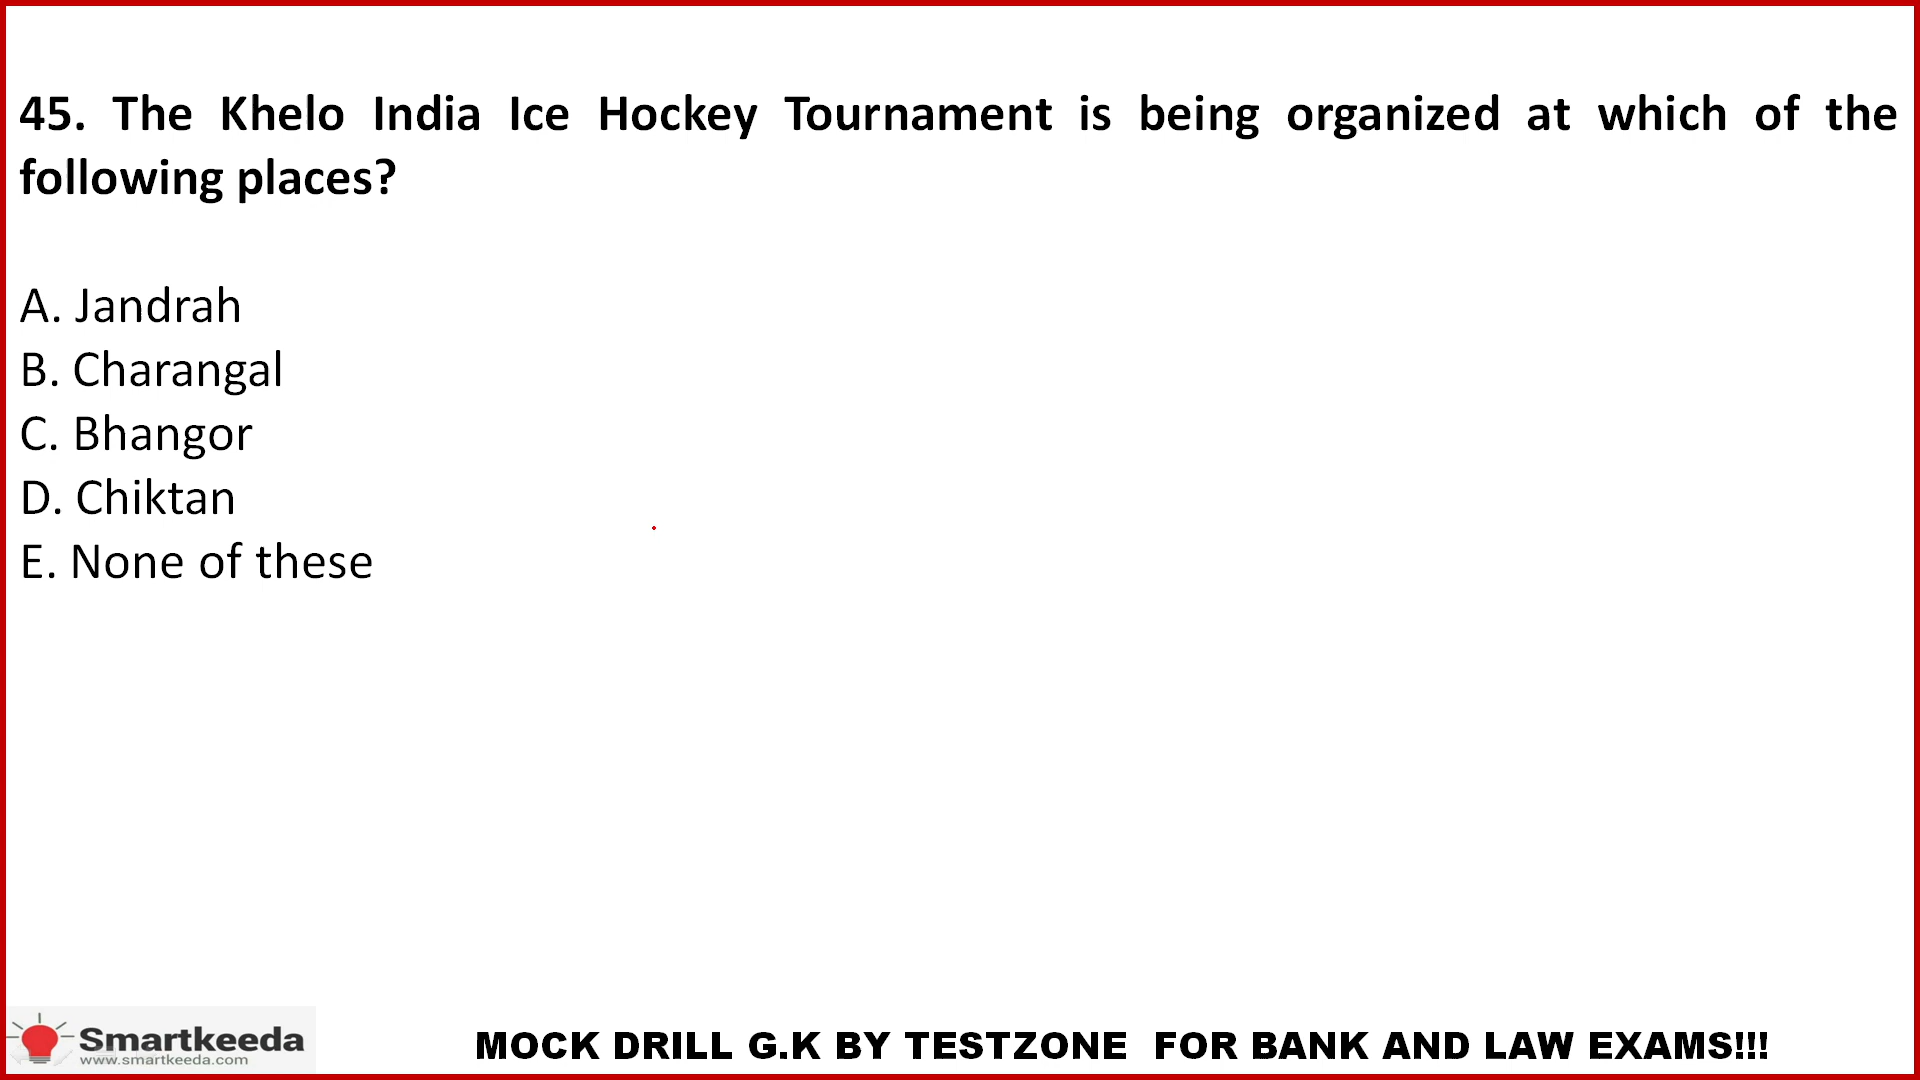 45. The Khelo India Ice Hockey Tournament is being organized at which of the
following places?
A. Jandrah
B. Charangal
C. Bhangor
D. Chiktan
E. None of these
Smartkeeda
www.smartkeeda.com
MOCK DRILL G.K BY TESTZONE FOR BANK AND LAW EXAMS!!!